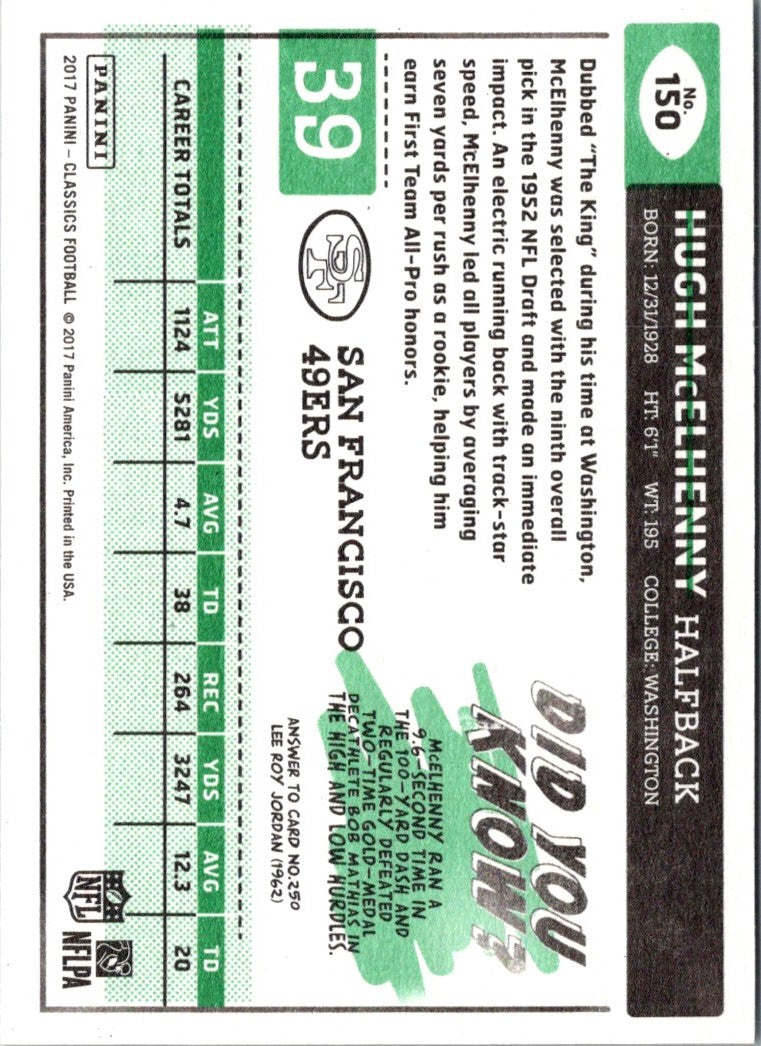 No.
150
HUGH McELHENNY HALFBACK
BORN: 12/31/1928 HT: 6'1" WT: 195 COLLEGE: WASHINGTON
Dubbed "The King" during his time at Washington,
McElhenny was selected with the ninth overall
pick in the 1952 NFL Draft and made an immediate
impact. An electric running back with track-star
speed, McElhenny led all players by averaging
seven yards per rush as a rookie, helping him
earn First Team All-Pro honors.
DID YOU
KNOW?
McELHENNY RAN A
9.6-SECOND TIME IN
THE 100-YARD DASH AND
REGULARLY DEFEATED
TWO-TIME GOLD-MEDAL
DECATHLETE BOB MATHIAS IN
THE HIGH AND LOW HURDLES.
ANSWER TO CARD NO.250
LEE ROY JORDAN (1962)
39
SF
SAN FRANCISCO
49ERS
ATT YDS AVG TD REC YDS AVG TD
CAREER TOTALS 1124 5281 4.7 38 264 3247 12.3 20
PANINI
2017 PANINI – CLASSICS FOOTBALL © 2017 Panini America, Inc. Printed in the USA.
NFL
NFLPA